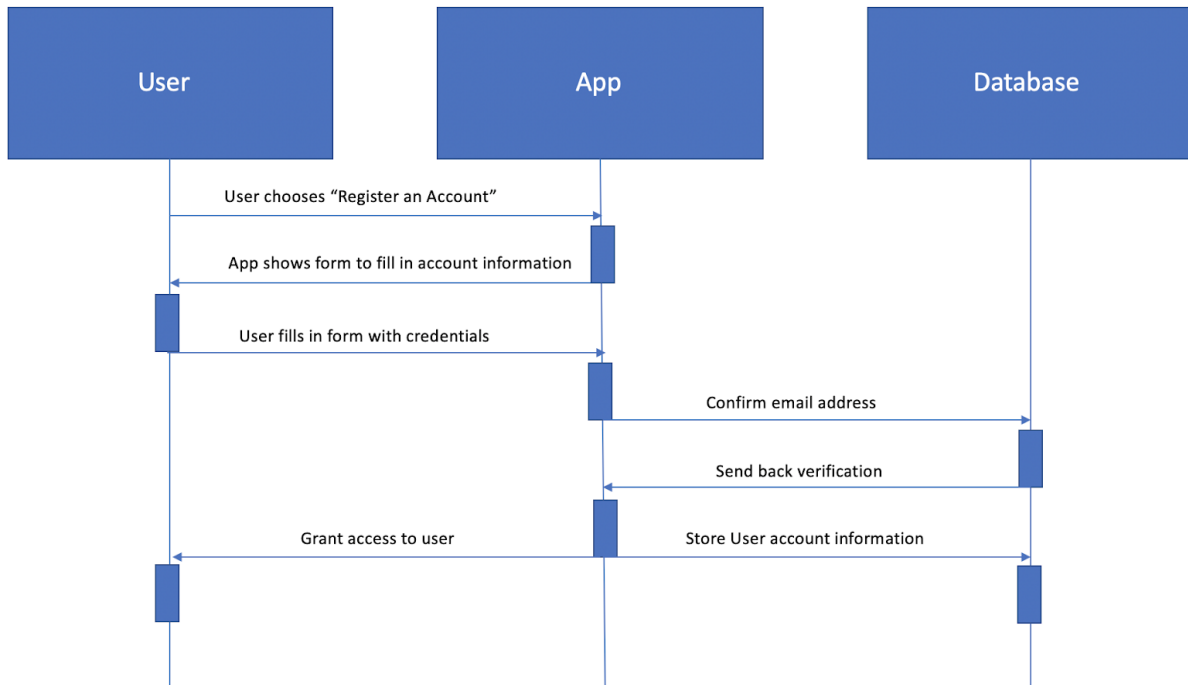 User
App
Database
User chooses “Register an Account”
App shows form to fill in account information
User fills in form with credentials
Confirm email address
Send back verification
Grant access to user
Store User account information